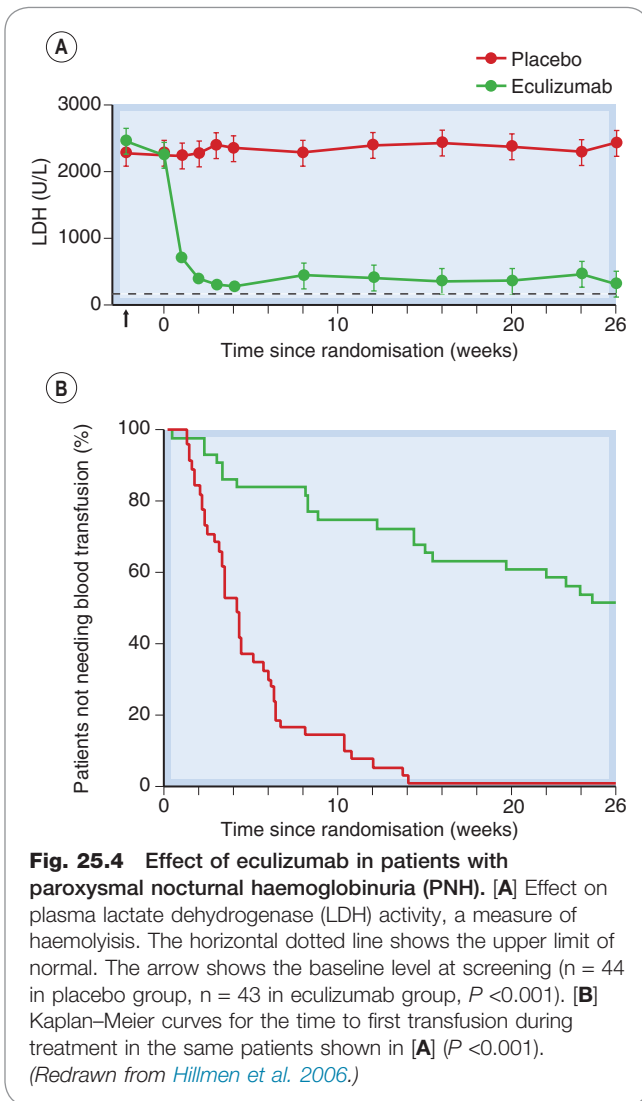 A
Placebo
Eculizumab
3000
2000
1000
0
LDH (U/L)
0 10 20 26
Time since randomisation (weeks)
B
100
80
60
40
20
0
Patients not needing blood transfusion (%)
0 10 20 26
Time since randomisation (weeks)
Fig. 25.4 Effect of eculizumab in patients with
paroxysmal nocturnal haemoglobinuria (PNH). [A] Effect on
plasma lactate dehydrogenase (LDH) activity, a measure of
haemolyisis. The horizontal dotted line shows the upper limit of
normal. The arrow shows the baseline level at screening (n = 44
in placebo group, n = 43 in eculizumab group, P <0.001). [B]
Kaplan–Meier curves for the time to first transfusion during
treatment in the same patients shown in [A] (P <0.001).
(Redrawn from Hillmen et al. 2006.)